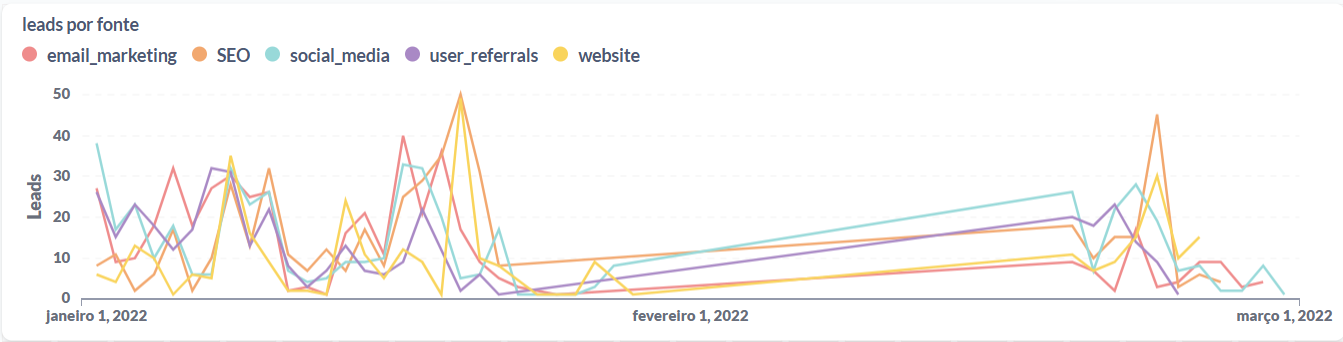 leads por fonte
email_marketing SEO social_media user_referrals website
50
40
30
20
10
0
Leads
janeiro 1, 2022 fevereiro 1, 2022 março 1, 2022